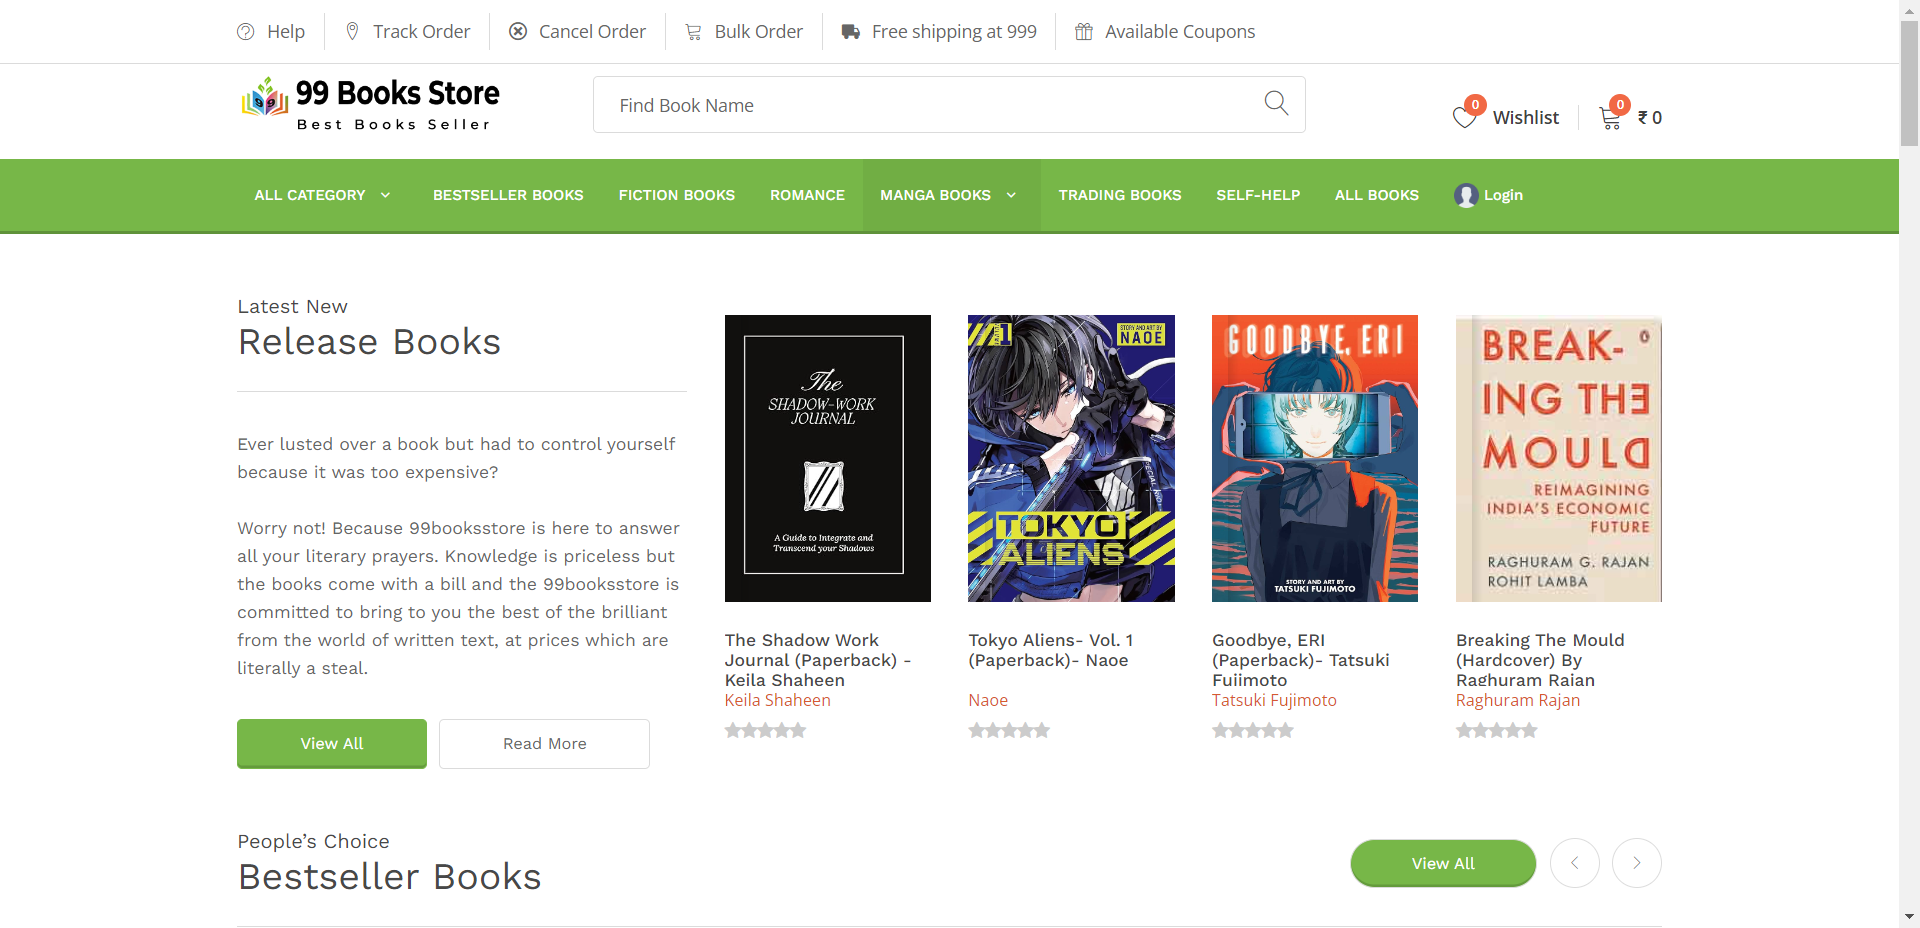 Help
Track Order
Cancel Order
Bulk Order
Free shipping at 999
Available Coupons
99 Books Store
Best Books Seller
Find Book Name
0
Wishlist
0
₹ 0
ALL CATEGORY
BESTSELLER BOOKS
FICTION BOOKS
ROMANCE
MANGA BOOKS
TRADING BOOKS
SELF-HELP
ALL BOOKS
Login
Latest New
Release Books
Ever lusted over a book but had to control yourself
because it was too expensive?
Worry not! Because 99booksstore is here to answer
all your literary prayers. Knowledge is priceless but
the books come with a bill and the 99booksstore is
committed to bring to you the best of the brilliant
from the world of written text, at prices which are
literally a steal.
View All
Read More
The
SHADOW-WORK
JOURNAL
A Guide to Integrate and
Transcend your Shadows
The Shadow Work
Journal (Paperback) -
Keila Shaheen
Keila Shaheen
1
STORY AND ART BY
NAOE
TOKYO
ALIENS
Tokyo Aliens- Vol. 1
(Paperback)- Naoe
Naoe
GOODBYE, ERI
STORY AND ART BY
TATSUKI FUJIMOTO
Goodbye, ERI
(Paperback)- Tatsuki
Fujimoto
Tatsuki Fujimoto
BREAK-
ING THE
MOULD
REIMAGINING
INDIA'S ECONOMIC
FUTURE
RAGHURAM G. RAJAN
ROHIT LAMBA
Breaking The Mould
(Hardcover) By
Raghuram Rajan
Raghuram Rajan
People’s Choice
Bestseller Books
View All